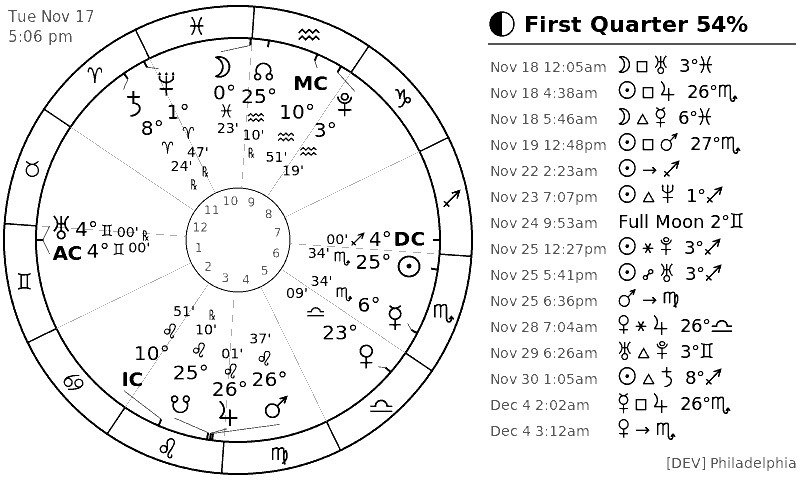 Tue Nov 17
5:06 pm
First Quarter 54%
Nov 18 12:05am ☽ □ ♅ 3°♓
Nov 18 4:38am ☉ □ ♃ 26°♏
Nov 18 5:46am ☽ △ ☿ 6°♓
Nov 19 12:48pm ☉ □ ♂ 27°♏
Nov 22 2:23am ☉ → ♐
Nov 23 7:07pm ☉ △ ♆ 1°♐
Nov 24 9:53am Full Moon 2°♊
Nov 25 12:27pm ☉ ⚹ ⯓ 3°♐
Nov 25 5:41pm ☉ ☍ ♅ 3°♐
Nov 25 6:36pm ♂ → ♍
Nov 28 7:04am ♀ ⚹ ♃ 26°♎
Nov 29 6:26am ♅ △ ⯓ 3°♊
Nov 30 1:05am ☉ △ ♄ 8°♐
Dec 4 2:02am ☿ □ ♃ 26°♏
Dec 4 3:12am ♀ → ♏
[DEV] Philadelphia
♓
♒
♑
♐
♏
♎
♍
♌
♋
♊
♉
♈
♄ 8° ♈ 24' ℞
♆ 1° ♈ 47' ℞
☽ 0° ♓ 23'
☊ 25° ♒ 10' ℞
MC 10° ♒ 51'
⯓ 3° ♒ 19'
♅ 4° ♊ 00' ℞
AC 4° ♊ 00'
00' ♐ 4° DC
34' ♏ 25° ☉
34' ♏ 6° ☿
09' ♎ 23° ♀
51' ♌ 10° IC
℞ 10' ♌ 25° ☋
01' ♌ 26° ♃
37' ♌ 26° ♂
1
2
3
4
5
6
7
8
9
10
11
12